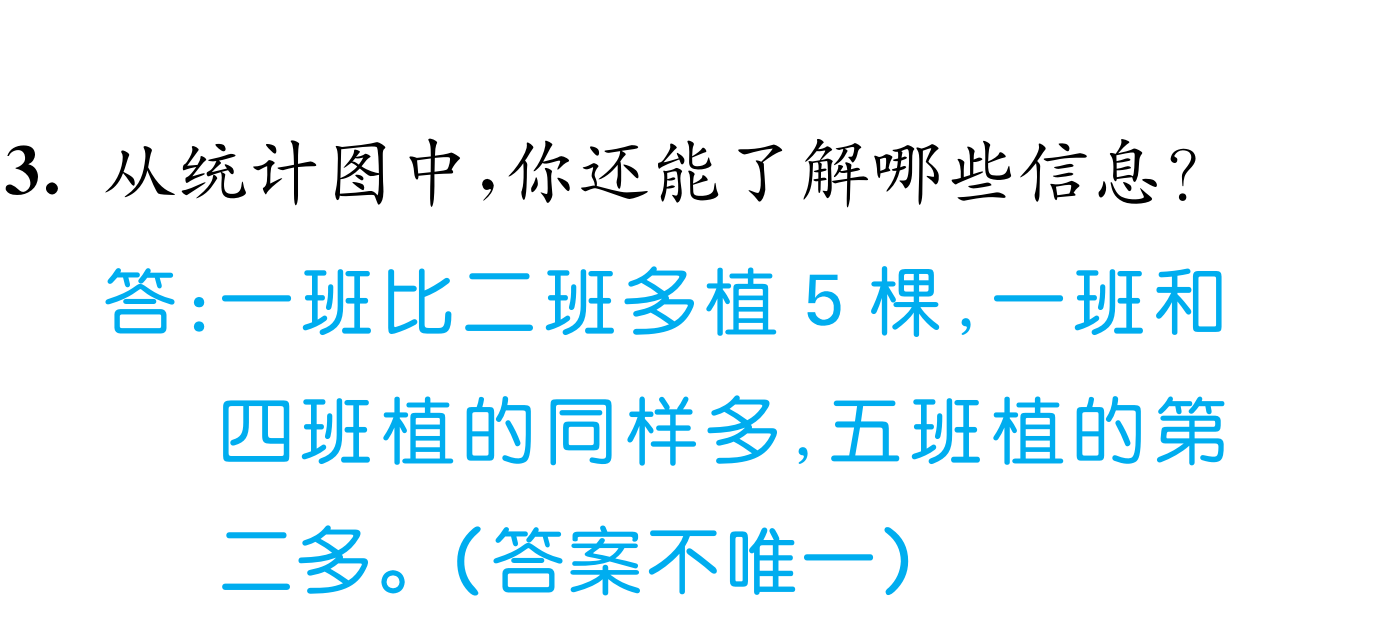 3. 从统计图中,你还能了解哪些信息?
答:一班比二班多植 5 棵,一班和
四班植的同样多,五班植的第
二多。(答案不唯一)